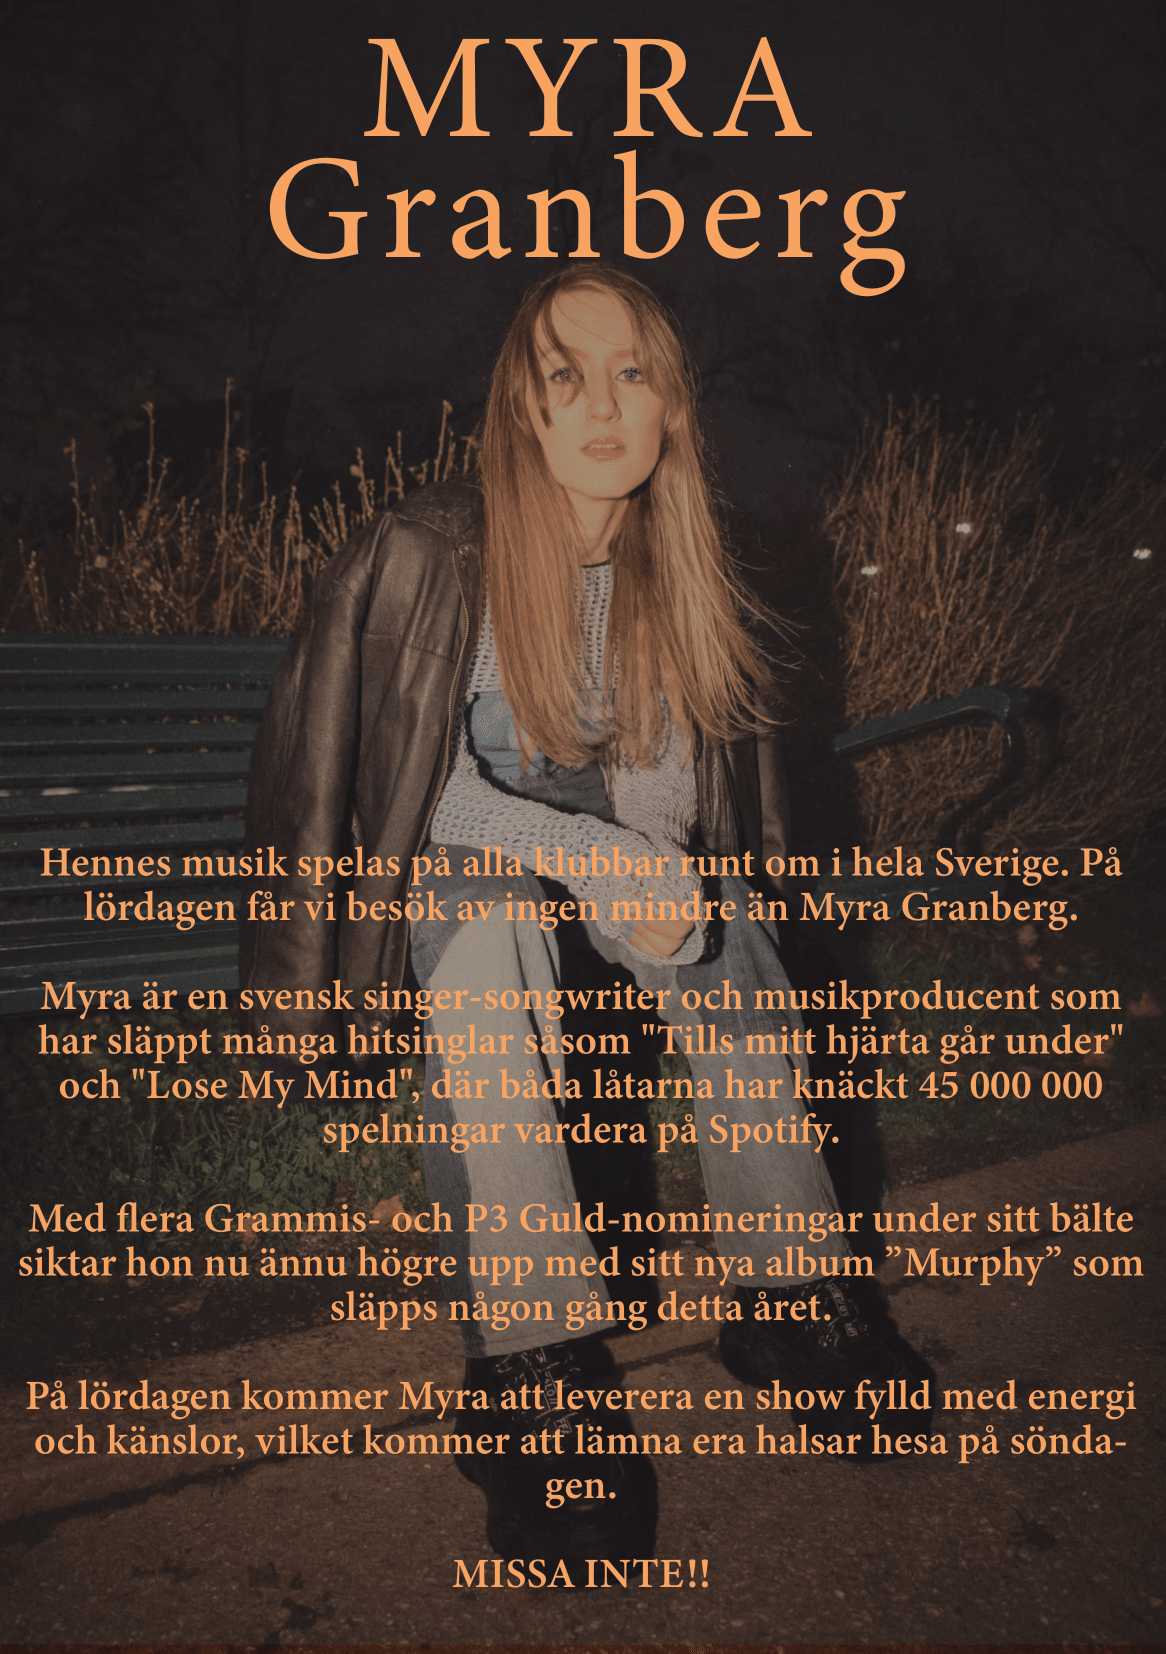 MYRA
Granberg
Hennes musik spelas på alla klubbar runt om i hela Sverige. På
lördagen får vi besök av ingen mindre än Myra Granberg.
Myra är en svensk singer-songwriter och musikproducent som
har släppt många hitsinglar såsom "Tills mitt hjärta går under"
och "Lose My Mind", där båda låtarna har knäckt 45 000 000
spelningar vardera på Spotify.
Med flera Grammis- och P3 Guld-nomineringar under sitt bälte
siktar hon nu ännu högre upp med sitt nya album ”Murphy” som
släpps någon gång detta året.
På lördagen kommer Myra att leverera en show fylld med energi
och känslor, vilket kommer att lämna era halsar hesa på sönda-
gen.
MISSA INTE!!